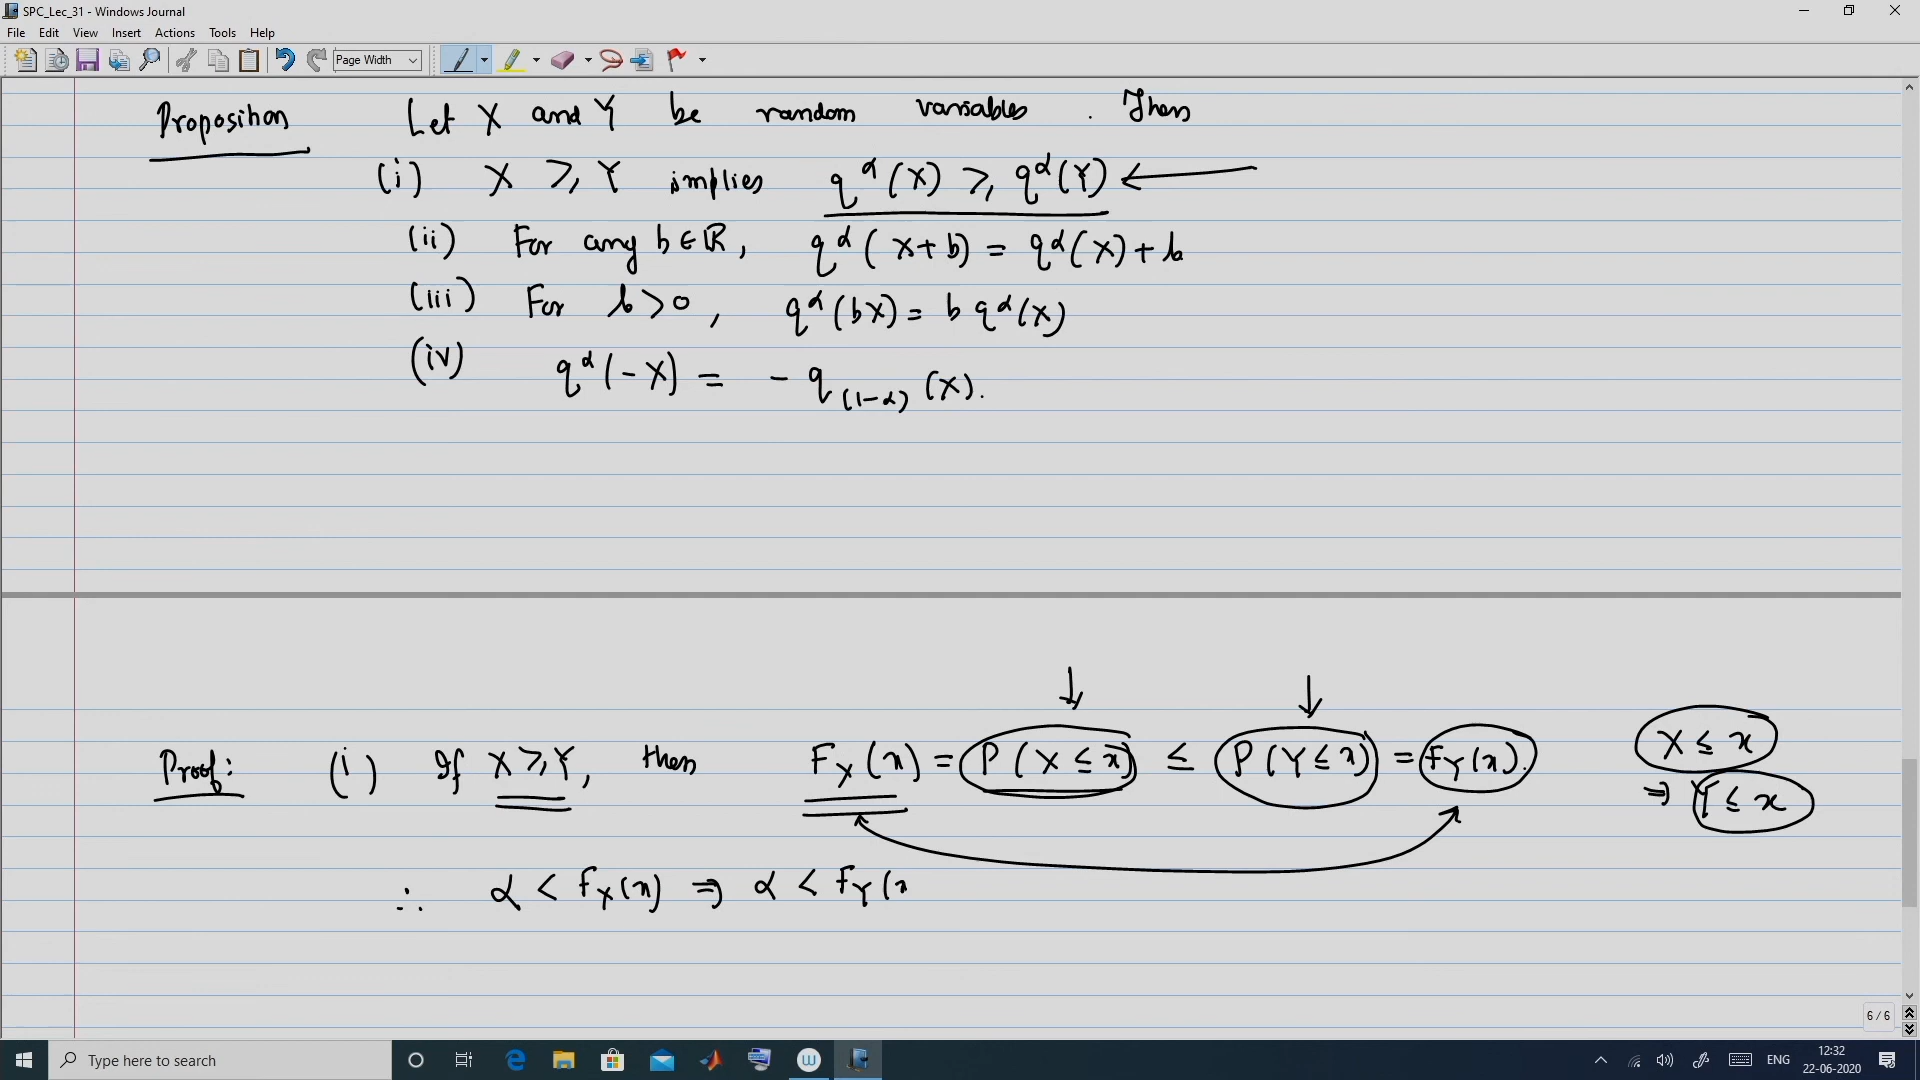 SPC_Lec_31 - Windows Journal
File Edit View Insert Actions Tools Help
Page Width
Proposition Let X and Y be random variables . Then
(i) X ≥ Y implies q^α(X) ≥ q^α(Y) ←
(ii) For any b ∈ ℝ, q^α(X+b) = q^α(X) + b
(iii) For b > 0, q^α(bX) = b q^α(X)
(iv) q^α(-X) = - q_(1-α) (X).
Proof: (i) If X ≥ Y, then F_X(x) = P(X ≤ x) ≤ P(Y ≤ x) = F_Y(x). X ≤ x
⇒ Y ≤ x
∴ α < F_X(x) ⇒ α < F_Y(x
6 / 6
Type here to search
ENG
12:32
22-06-2020